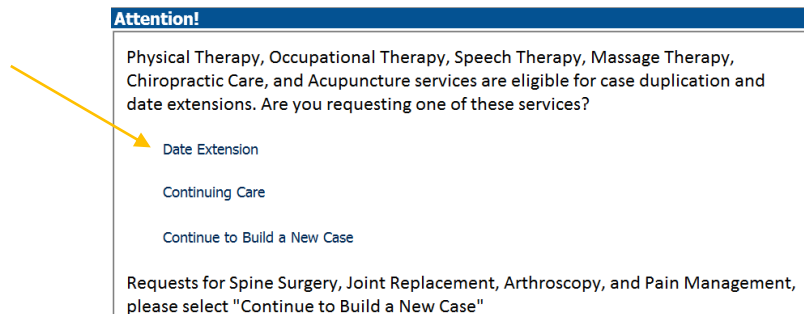 Attention!
Physical Therapy, Occupational Therapy, Speech Therapy, Massage Therapy,
Chiropractic Care, and Acupuncture services are eligible for case duplication and
date extensions. Are you requesting one of these services?
Date Extension
Continuing Care
Continue to Build a New Case
Requests for Spine Surgery, Joint Replacement, Arthroscopy, and Pain Management,
please select "Continue to Build a New Case"